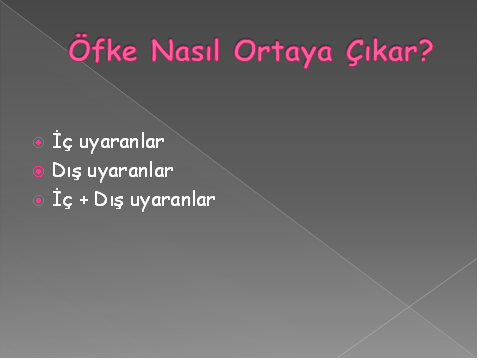 Öfke Nasıl Ortaya Çıkar?
İç uyaranlar
Dış uyaranlar
İç + Dış uyaranlar